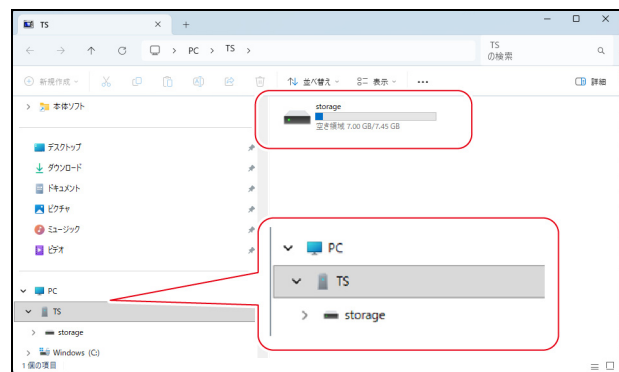 TS
PC > TS >
TS
の検索
新規作成
並べ替え
表示
詳細
本体ソフト
storage
空き領域 7.00 GB/7.45 GB
デスクトップ
ダウンロード
ドキュメント
ピクチャ
ミュージック
ビデオ
PC
TS
storage
Windows (C:)
PC
TS
storage
1 個の項目